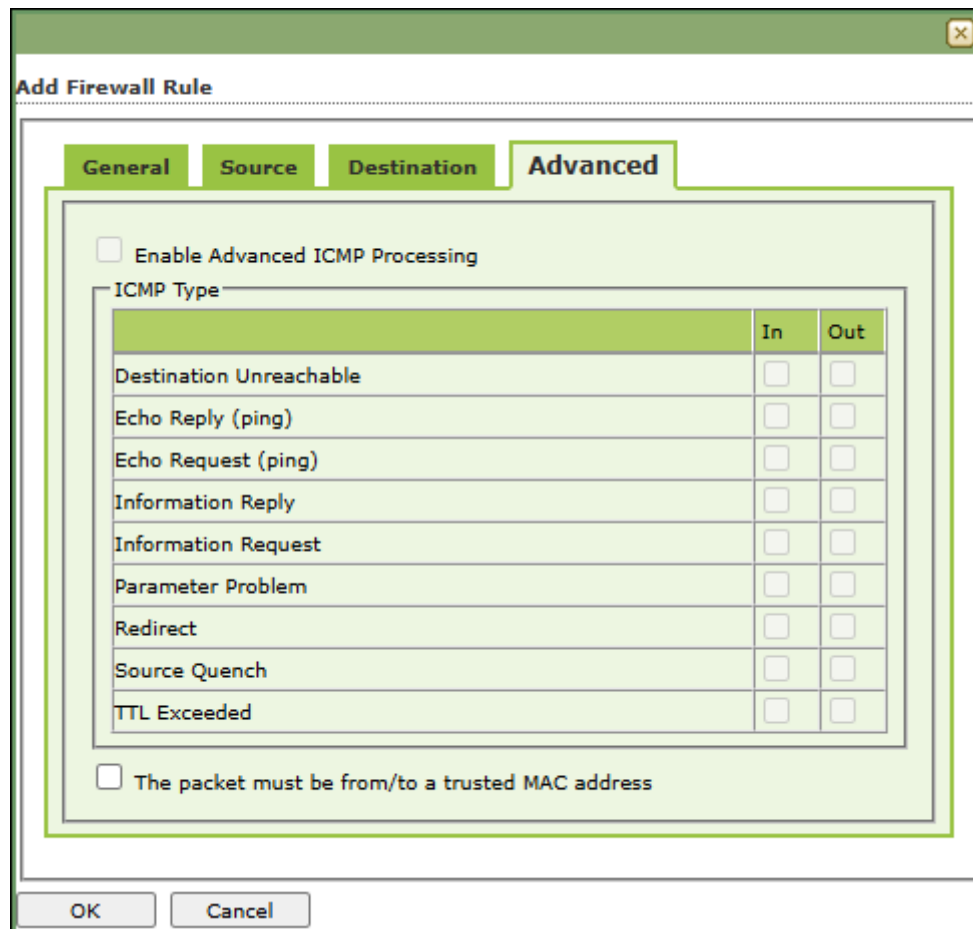 Add Firewall Rule
General Source Destination Advanced
Enable Advanced ICMP Processing
ICMP Type
In Out
Destination Unreachable
Echo Reply (ping)
Echo Request (ping)
Information Reply
Information Request
Parameter Problem
Redirect
Source Quench
TTL Exceeded
The packet must be from/to a trusted MAC address
OK Cancel